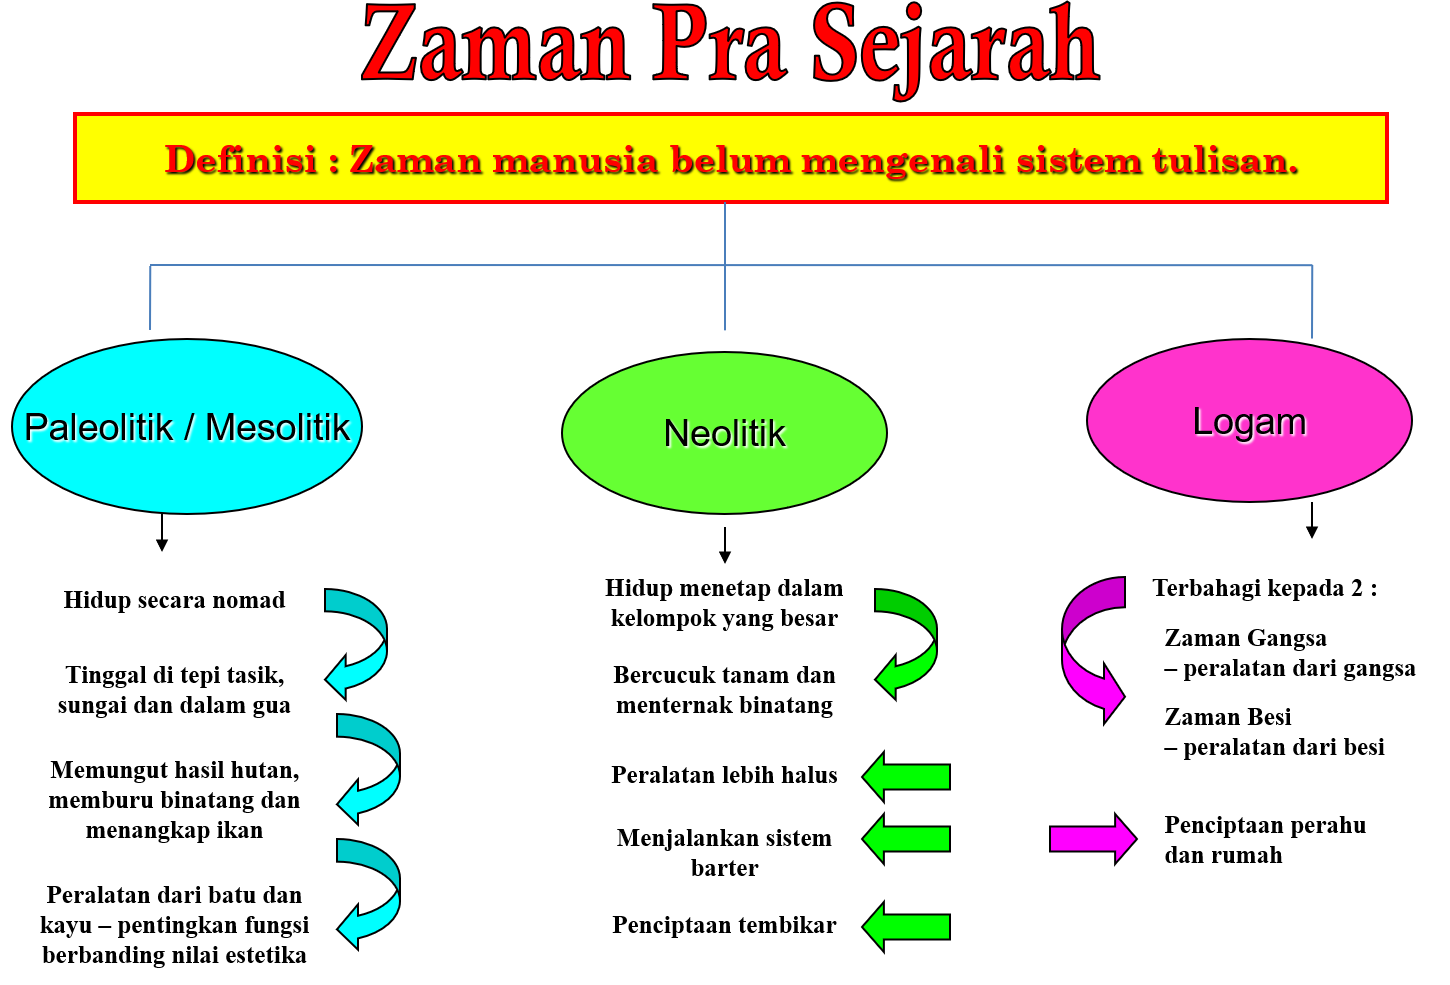 Zaman Pra Sejarah
Definisi : Zaman manusia belum mengenali sistem tulisan.
Paleolitik / Mesolitik
Hidup secara nomad
Tinggal di tepi tasik,
sungai dan dalam gua
Memungut hasil hutan,
memburu binatang dan
menangkap ikan
Peralatan dari batu dan
kayu – pentingkan fungsi
berbanding nilai estetika
Neolitik
Hidup menetap dalam
kelompok yang besar
Bercucuk tanam dan
menternak binatang
Peralatan lebih halus
Menjalankan sistem
barter
Penciptaan tembikar
Logam
Terbahagi kepada 2 :
Zaman Gangsa
– peralatan dari gangsa
Zaman Besi
– peralatan dari besi
Penciptaan perahu
dan rumah